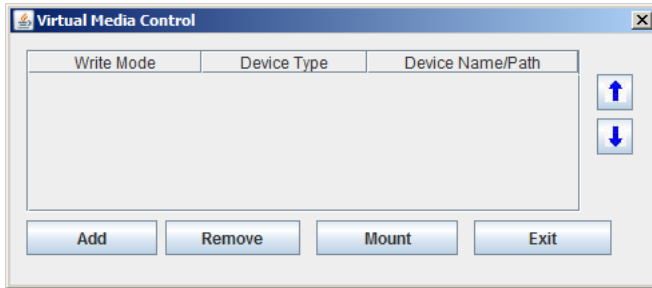 Virtual Media Control
Write Mode Device Type Device Name/Path
Add Remove Mount Exit